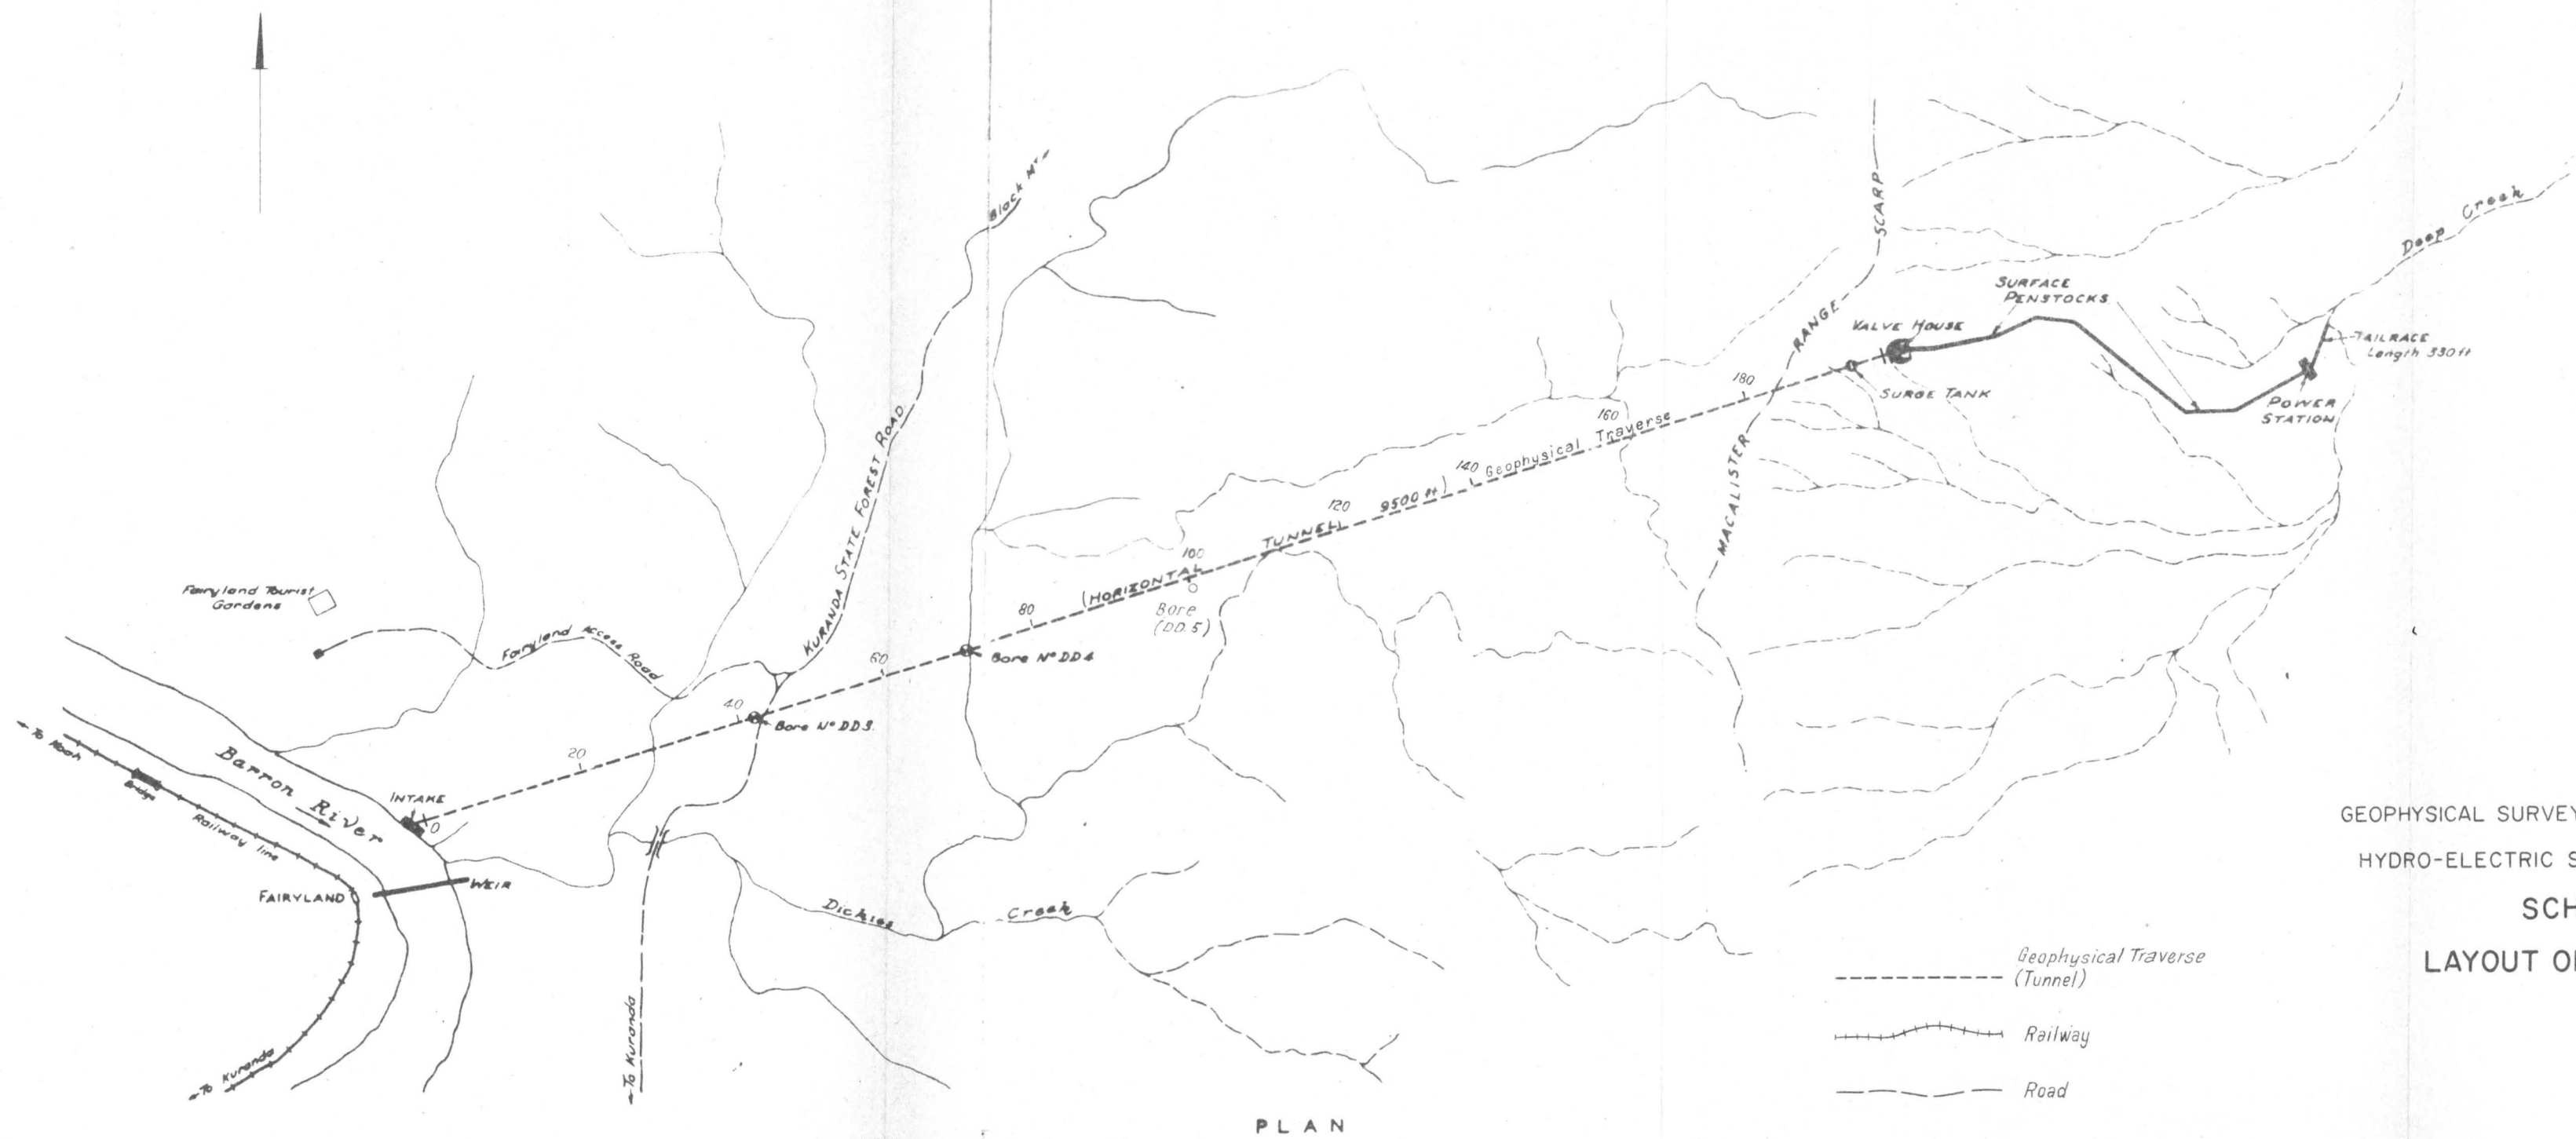 Black Mtn
SCARP
Deep Creek
SURFACE
PENSTOCKS
RANGE
VALVE HOUSE
TAILRACE
Length 330 ft
SURGE TANK
POWER
STATION
180
160
Geophysical Traverse
140
MACALISTER
9500 ft)
120
TUNNEL
100
(HORIZONTAL
80
Bore
(DD.5)
KURANDA STATE FOREST ROAD
Fairyland Tourist
Gardens
Fairyland Access Road
60
Bore No DD4
40
Bore No DD3.
20
To Koah
Bridge
Barron River
INTAKE
0
Railway line
FAIRYLAND
WEIR
Dickies Creek
To Kuranda
To Kuranda
GEOPHYSICAL SURVEY
HYDRO-ELECTRIC S
SCH
LAYOUT O
Geophysical Traverse
(Tunnel)
Railway
Road
PLAN